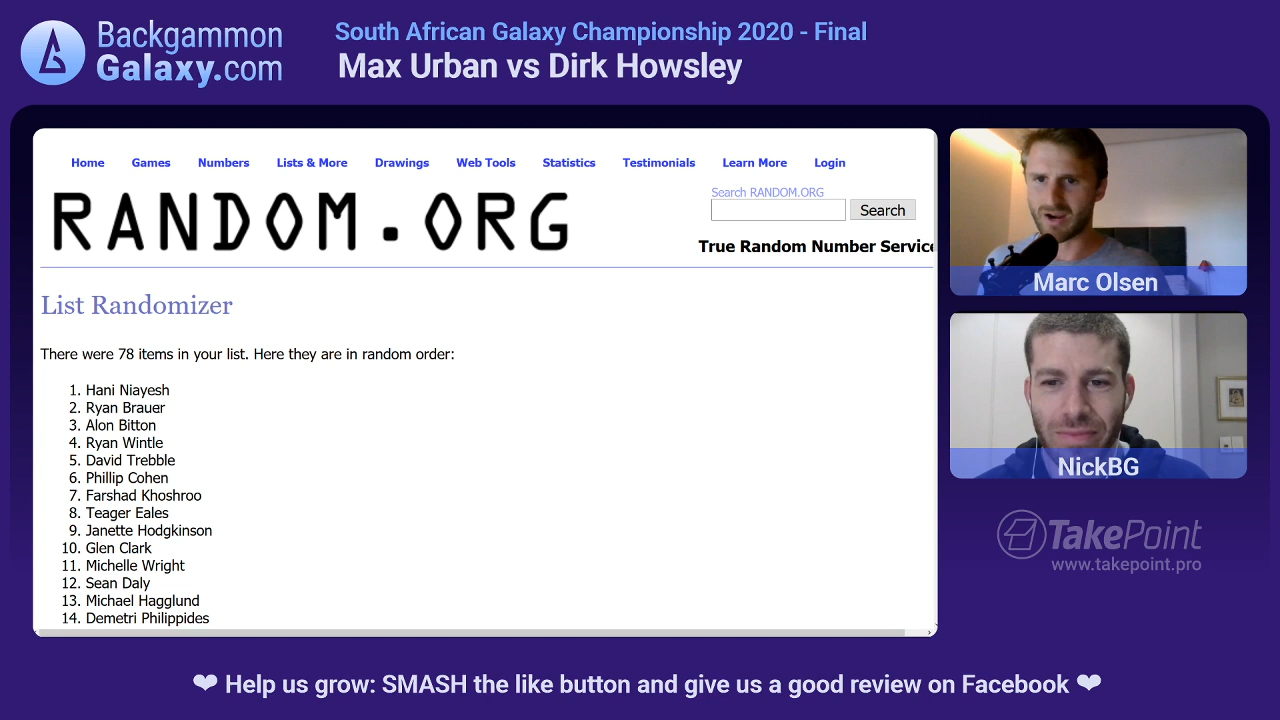 Backgammon
Galaxy.com
South African Galaxy Championship 2020 - Final
Max Urban vs Dirk Howsley
Home Games Numbers Lists & More Drawings Web Tools Statistics Testimonials Learn More Login
RANDOM.ORG
Search RANDOM.ORG
Search
True Random Number Service
List Randomizer
There were 78 items in your list. Here they are in random order:
1. Hani Niayesh
2. Ryan Brauer
3. Alon Bitton
4. Ryan Wintle
5. David Trebble
6. Phillip Cohen
7. Farshad Khoshroo
8. Teager Eales
9. Janette Hodgkinson
10. Glen Clark
11. Michelle Wright
12. Sean Daly
13. Michael Hagglund
14. Demetri Philippides
Marc Olsen
NickBG
TakePoint
www.takepoint.pro
❤ Help us grow: SMASH the like button and give us a good review on Facebook ❤